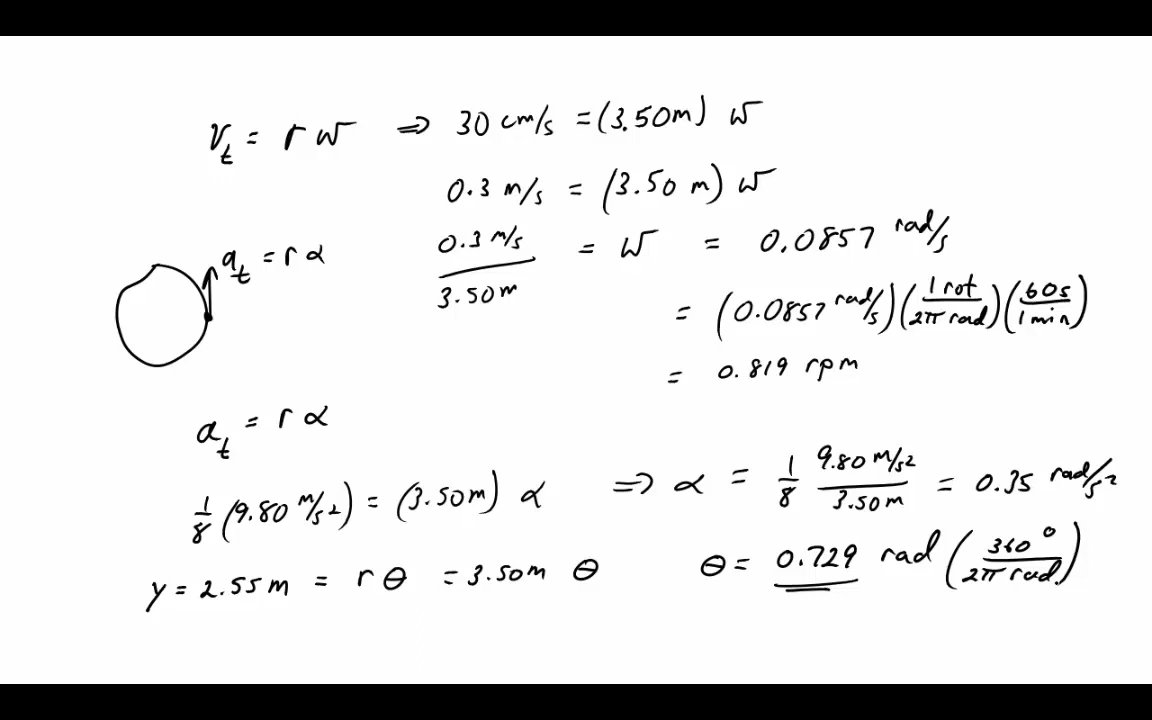 v_t = r ω ⇒ 30 cm/s = (3.50m) ω
0.3 m/s = (3.50 m) ω
0.3 m/s / 3.50m = ω = 0.0857 rad/s
a_t = r α
= (0.0857 rad/s)(1 rot / 2π rad)(60s / 1 min)
= 0.819 rpm
a_t = r α
1/8 (9.80 m/s²) = (3.50m) α ⇒ α = 1/8 9.80 m/s² / 3.50m = 0.35 rad/s²
y = 2.55m = r θ = 3.50m θ θ = 0.729 rad (360° / 2π rad)